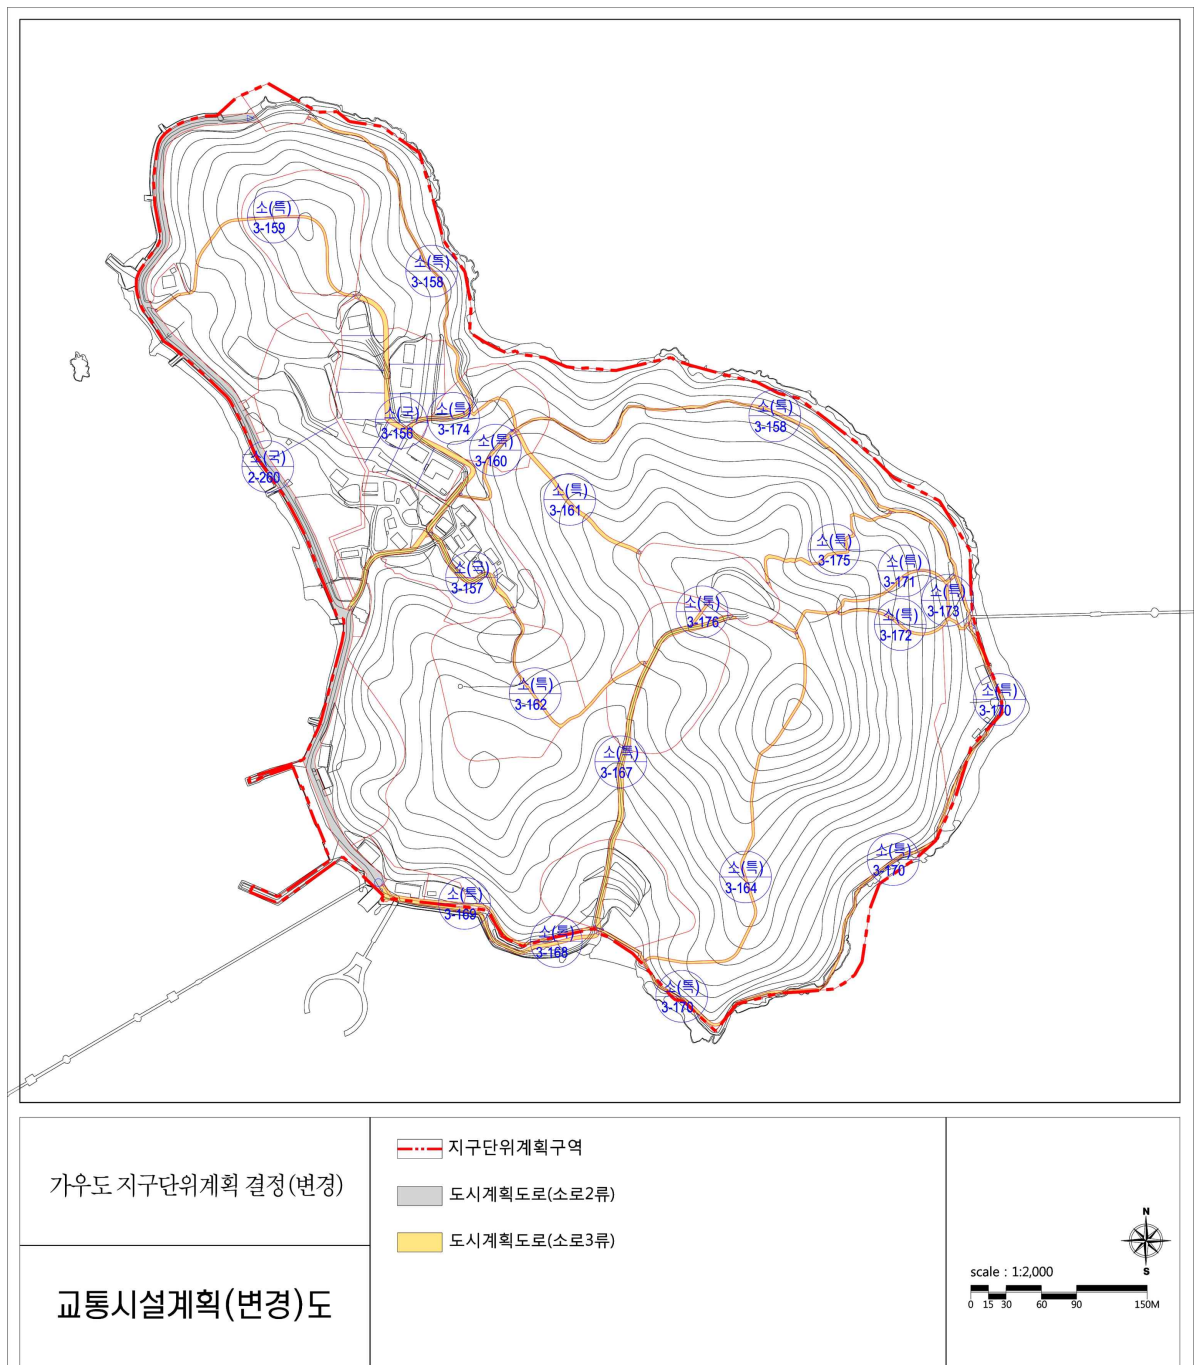 소(특)
3-159
소(특)
3-158
소(국)
3-156
소(특)
3-174
소(특)
3-158
소(특)
3-160
소(국)
2-260
소(특)
3-161
소(특)
3-175
소(특)
3-171
소(국)
3-157
소(특)
3-173
소(특)
3-176
소(특)
3-172
소(특)
3-162
소(특)
3-170
소(특)
3-167
소(특)
3-170
소(특)
3-164
소(특)
3-169
소(특)
3-168
소(특)
3-170
가우도 지구단위계획 결정(변경)
교통시설계획(변경)도
지구단위계획구역
도시계획도로(소로2류)
도시계획도로(소로3류)
N
S
scale : 1:2,000
0 15 30 60 90 150M